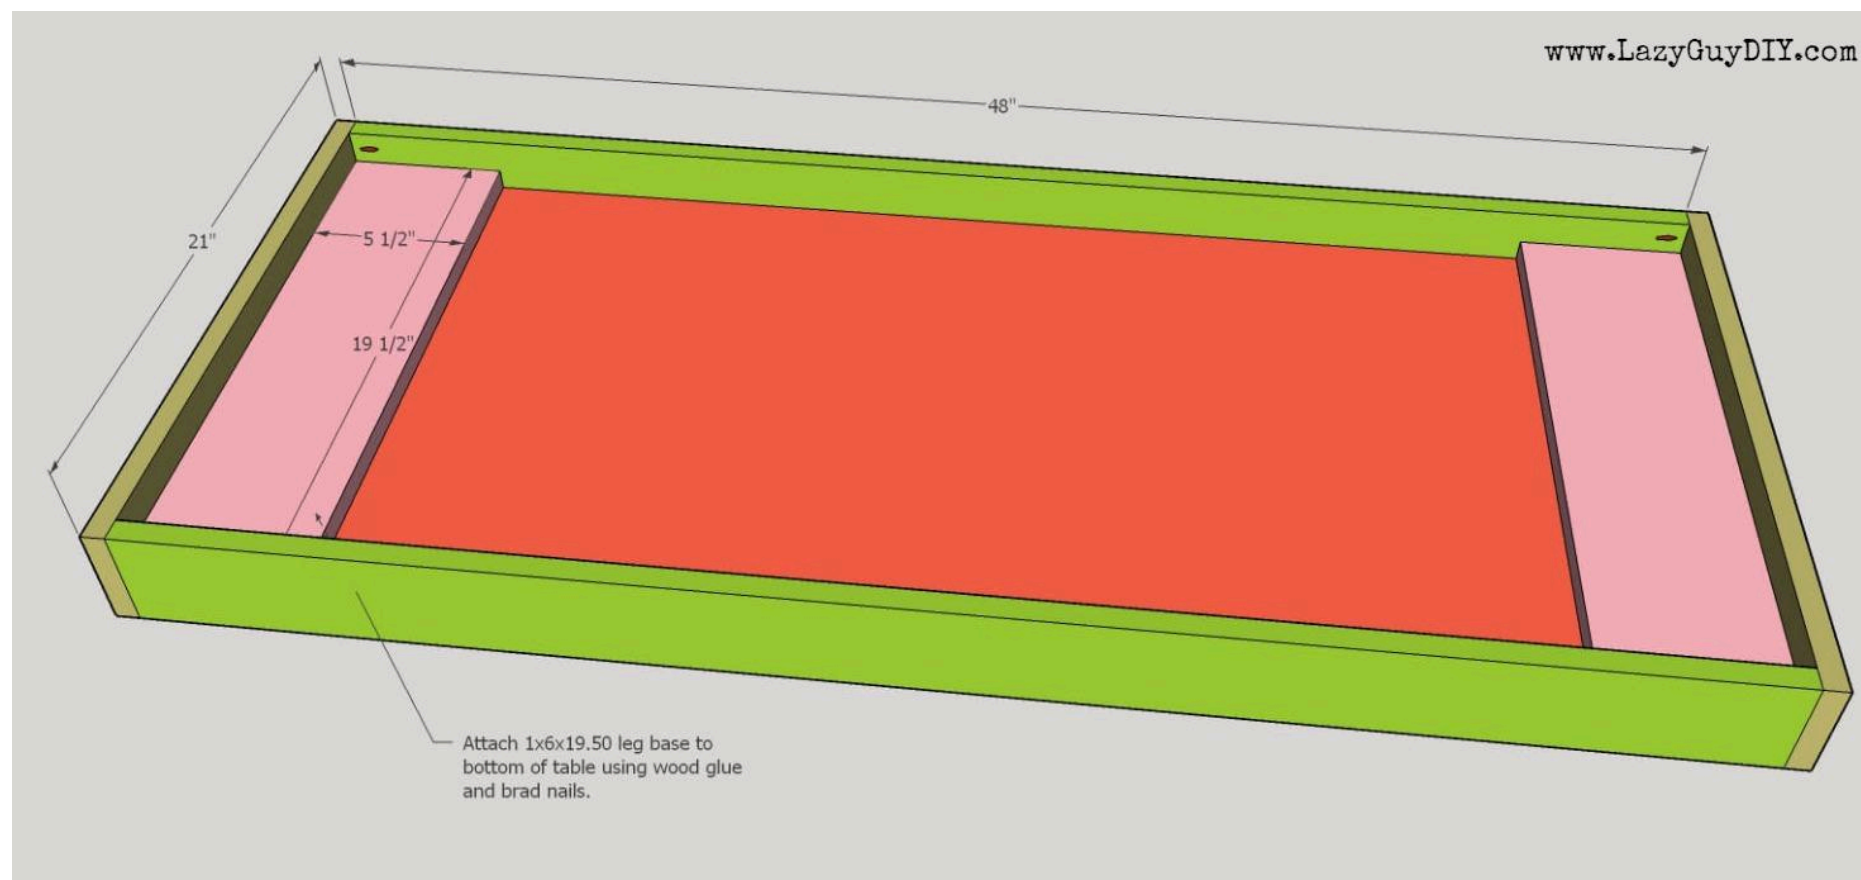 www.LazyGuyDIY.com
48"
21"
5 1/2"
19 1/2"
Attach 1x6x19.50 leg base to
bottom of table using wood glue
and brad nails.